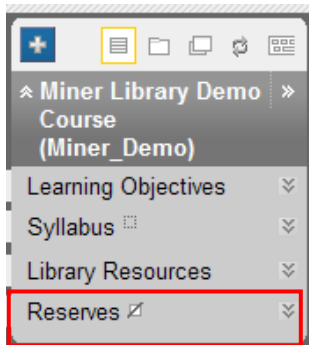 Miner Library Demo
Course
(Miner_Demo)
Learning Objectives
Syllabus
Library Resources
Reserves